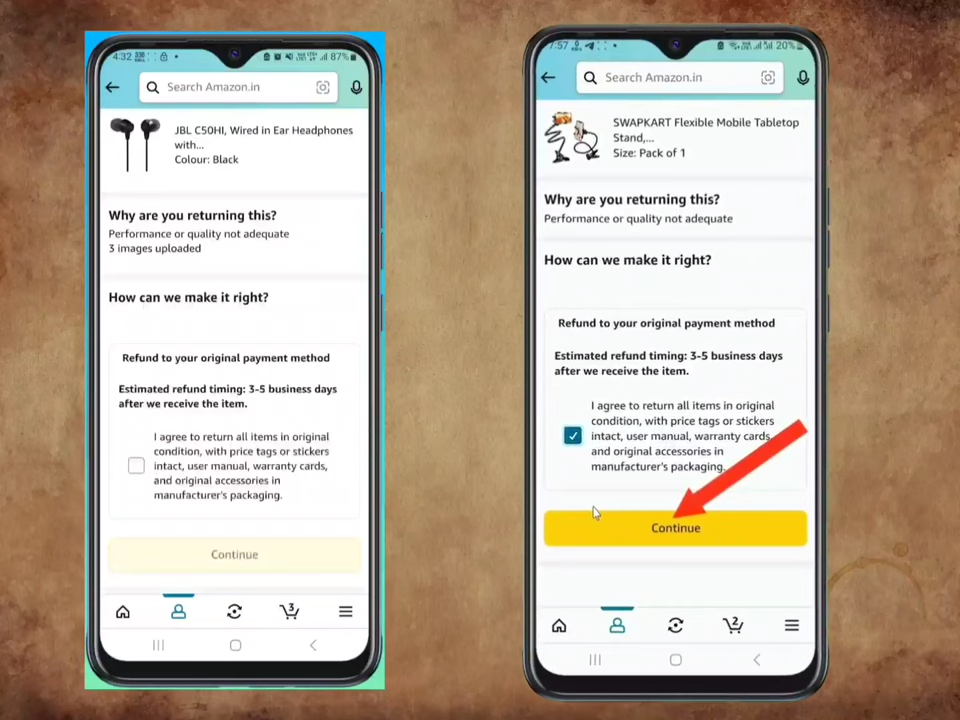 4:32
87%
Search Amazon.in
JBL C50HI, Wired in Ear Headphones
with...
Colour: Black
Why are you returning this?
Performance or quality not adequate
3 images uploaded
How can we make it right?
Refund to your original payment method
Estimated refund timing: 3-5 business days
after we receive the item.
I agree to return all items in original
condition, with price tags or stickers
intact, user manual, warranty cards,
and original accessories in
manufacturer's packaging.
Continue
3
7:57
20%
Search Amazon.in
SWAPKART Flexible Mobile Tabletop
Stand,...
Size: Pack of 1
Why are you returning this?
Performance or quality not adequate
How can we make it right?
Refund to your original payment method
Estimated refund timing: 3-5 business days
after we receive the item.
I agree to return all items in original
condition, with price tags or stickers
intact, user manual, warranty cards,
and original accessories in
manufacturer's packaging.
Continue
2